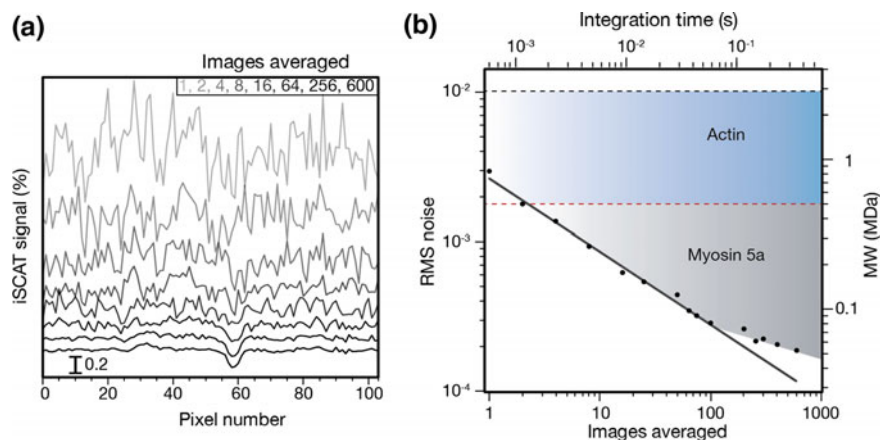 (a)
Images averaged
1, 2, 4, 8, 16, 64, 256, 600
iSCAT signal (%)
0.2
0 20 40 60 80 100
Pixel number
(b)
Integration time (s)
10-3 10-2 10-1
10-2
10-3
10-4
RMS noise
Actin
Myosin 5a
1
0.1
MW (MDa)
1 10 100 1000
Images averaged